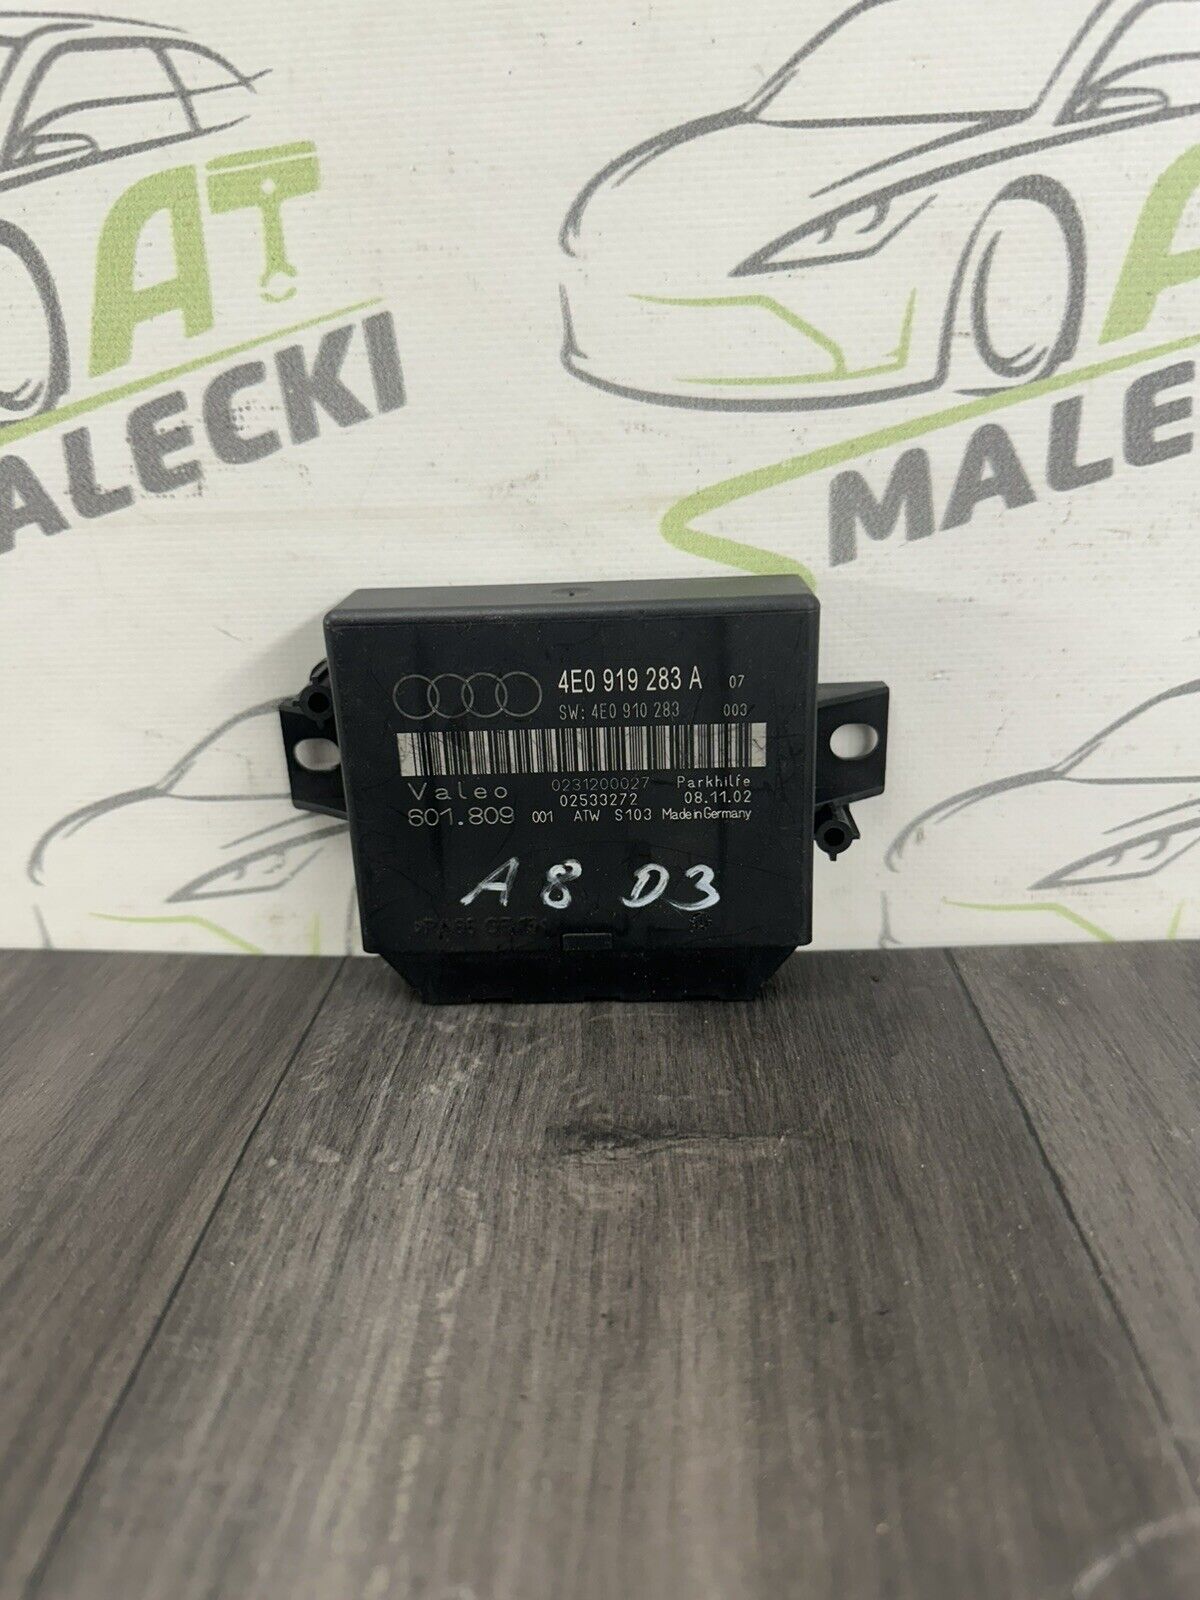 AT
MALECKI
A
MALE
4E0 919 283 A 07
SW: 4E0 910 283 003
Valeo 0231200027 Parkhilfe
02533272 08.11.02
601.809 001 ATW S103 Made in Germany
A8 D3